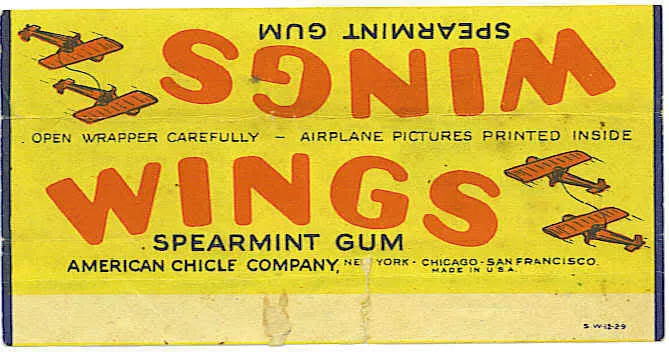 SPEARMINT GUM
WINGS
OPEN WRAPPER CAREFULLY – AIRPLANE PICTURES PRINTED INSIDE
WINGS
SPEARMINT GUM
AMERICAN CHICLE COMPANY, NEW YORK - CHICAGO - SAN FRANCISCO.
MADE IN U.S.A.
S-W-12-29